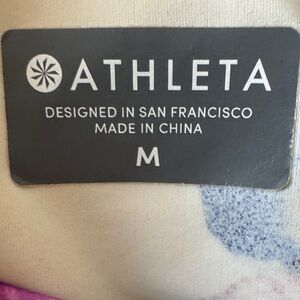 ATHLETA
DESIGNED IN SAN FRANCISCO
MADE IN CHINA
M